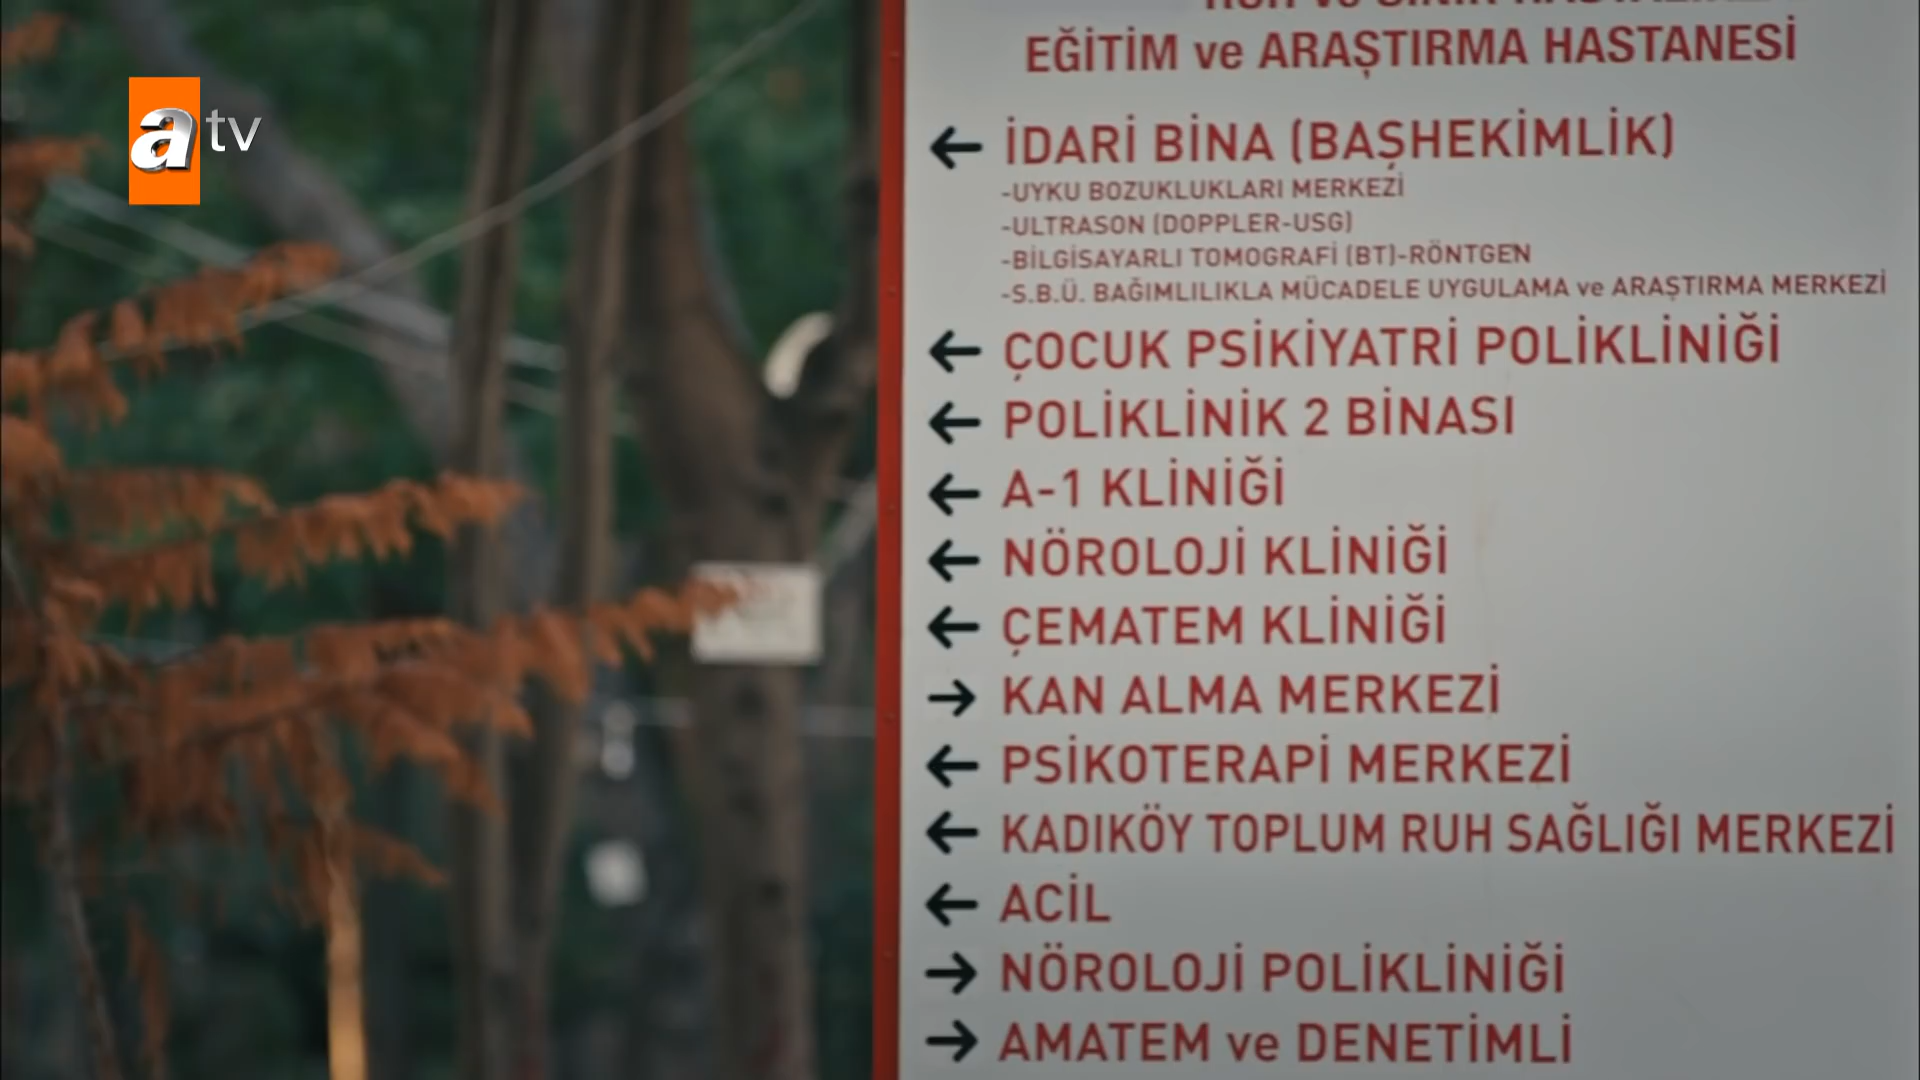 EĞİTİM ve ARAŞTIRMA HASTANESİ
a tv
← İDARİ BİNA (BAŞHEKİMLİK)
-UYKU BOZUKLUKLARI MERKEZİ
-ULTRASON (DOPPLER-USG)
-BİLGİSAYARLI TOMOGRAFİ (BT)-RÖNTGEN
-S.B.Ü. BAĞIMLILIKLA MÜCADELE UYGULAMA ve ARAŞTIRMA MERKEZİ
← ÇOCUK PSİKİYATRİ POLİKLİNİĞİ
← POLİKLİNİK 2 BİNASI
← A-1 KLİNİĞİ
← NÖROLOJİ KLİNİĞİ
← ÇEMATEM KLİNİĞİ
→ KAN ALMA MERKEZİ
← PSİKOTERAPİ MERKEZİ
← KADIKÖY TOPLUM RUH SAĞLIĞI MERKEZİ
← ACİL
→ NÖROLOJİ POLİKLİNİĞİ
→ AMATEM ve DENETİMLİ